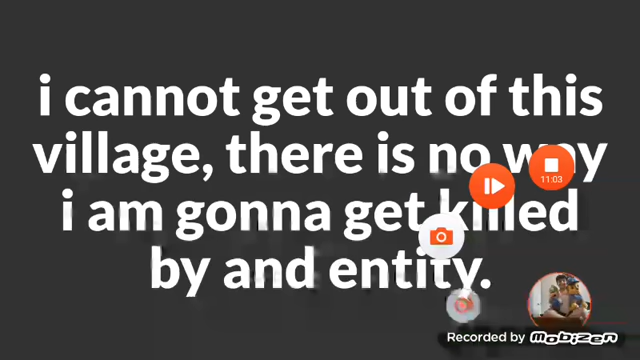 i cannot get out of this
village, there is no way
i am gonna get killed
by and entity.
11:03
Recorded by mobizen